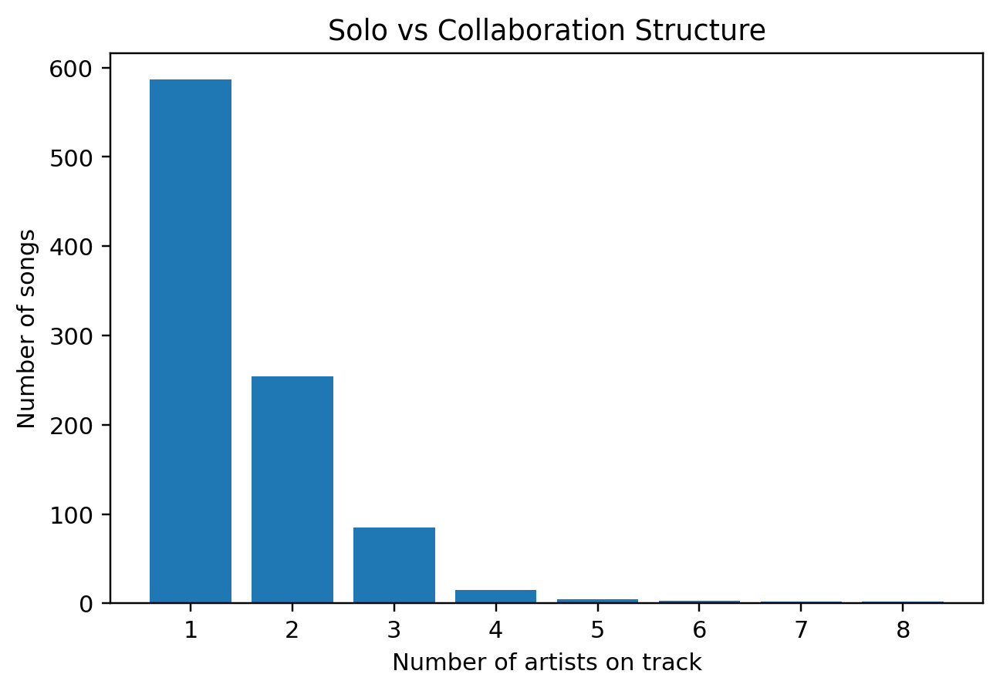 Solo vs Collaboration Structure
600
500
400
300
200
100
0
Number of songs
1 2 3 4 5 6 7 8
Number of artists on track